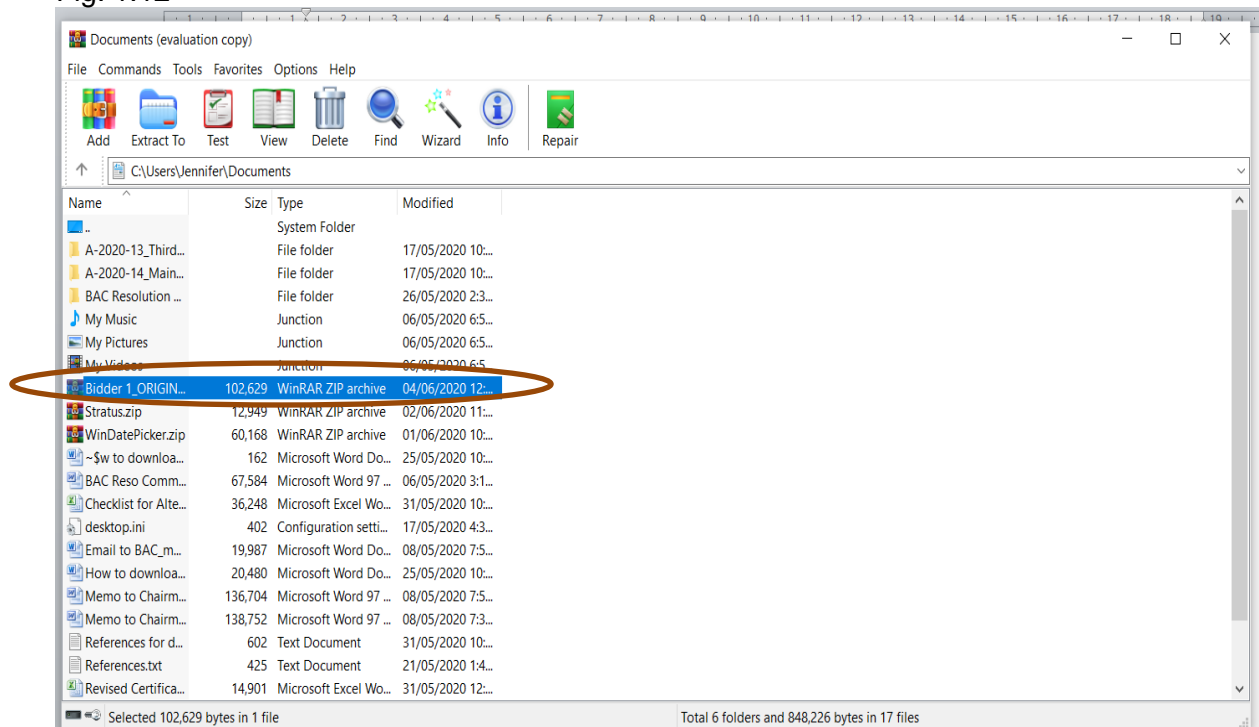 Documents (evaluation copy)
File Commands Tools Favorites Options Help
Add Extract To Test View Delete Find Wizard Info Repair
C:\Users\Jennifer\Documents
Name Size Type Modified
.. System Folder
A-2020-13_Third... File folder 17/05/2020 10:...
A-2020-14_Main... File folder 17/05/2020 10:...
BAC Resolution ... File folder 26/05/2020 2:3...
My Music Junction 06/05/2020 6:5...
My Pictures Junction 06/05/2020 6:5...
My Videos Junction 06/05/2020 6:5...
Bidder 1_ORIGIN... 102,629 WinRAR ZIP archive 04/06/2020 12:...
Stratus.zip 12,949 WinRAR ZIP archive 02/06/2020 11:...
WinDatePicker.zip 60,168 WinRAR ZIP archive 01/06/2020 10:...
~$w to downloa... 162 Microsoft Word Do... 25/05/2020 10:...
BAC Reso Comm... 67,584 Microsoft Word 97 ... 06/05/2020 3:1...
Checklist for Alte... 36,248 Microsoft Excel Wo... 31/05/2020 10:...
desktop.ini 402 Configuration setti... 17/05/2020 4:3...
Email to BAC_m... 19,987 Microsoft Word Do... 08/05/2020 7:5...
How to downloa... 20,480 Microsoft Word Do... 25/05/2020 10:...
Memo to Chairm... 136,704 Microsoft Word 97 ... 08/05/2020 7:5...
Memo to Chairm... 138,752 Microsoft Word 97 ... 08/05/2020 7:3...
References for d... 602 Text Document 31/05/2020 10:...
References.txt 425 Text Document 21/05/2020 1:4...
Revised Certifica... 14,901 Microsoft Excel Wo... 31/05/2020 12:...
Selected 102,629 bytes in 1 file Total 6 folders and 848,226 bytes in 17 files